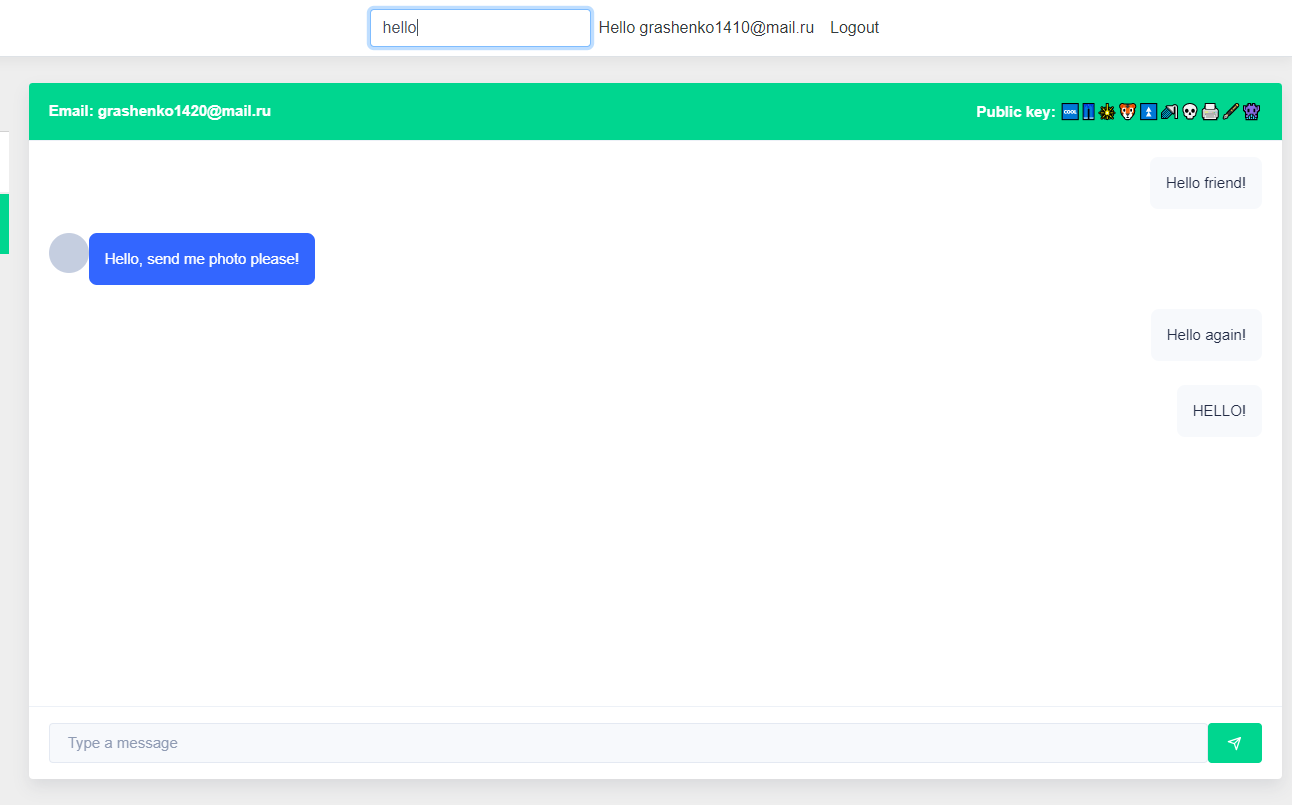 hello
Hello grashenko1410@mail.ru Logout
Email: grashenko1420@mail.ru
Public key: COOL
Hello friend!
Hello, send me photo please!
Hello again!
HELLO!
Type a message